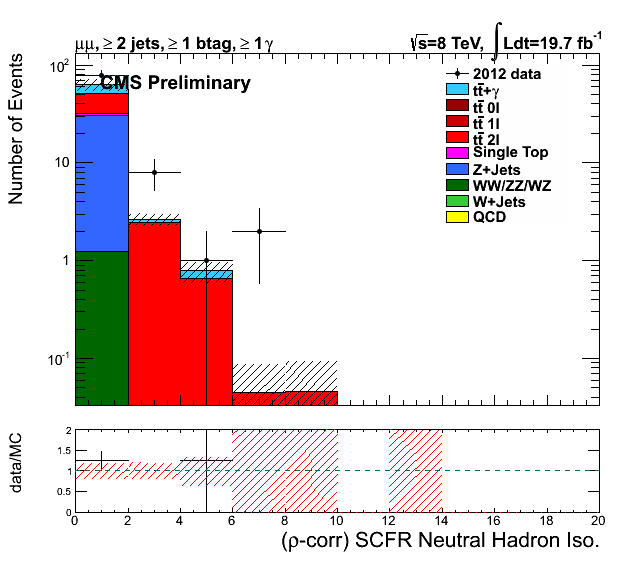 μμ, ≥ 2 jets, ≥ 1 btag, ≥ 1 γ
√s=8 TeV, ∫Ldt=19.7 fb⁻¹
CMS Preliminary
Number of Events
10²
10
1
10⁻¹
2012 data
tt̄+γ
tt̄ 0l
tt̄ 1l
tt̄ 2l
Single Top
Z+Jets
WW/ZZ/WZ
W+Jets
QCD
data/MC
2
1.5
1
0.5
0
0 2 4 6 8 10 12 14 16 18 20
(ρ-corr) SCFR Neutral Hadron Iso.